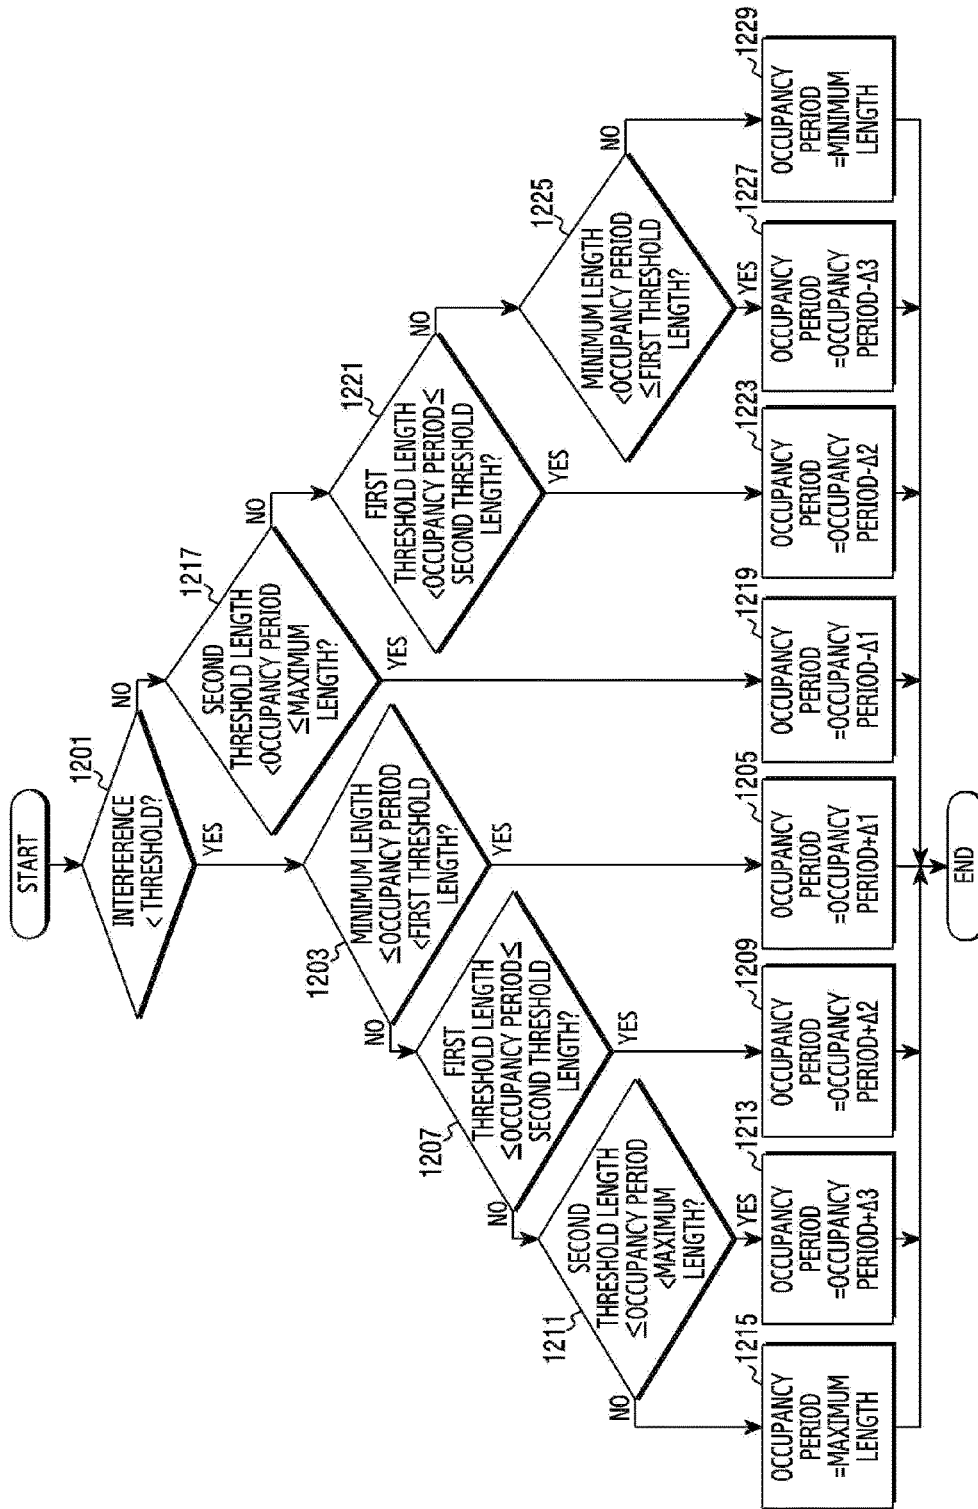 START
1201
INTERFERENCE
< THRESHOLD?
NO
YES
1203
MINIMUM LENGTH
≤OCCUPANCY PERIOD
<FIRST THRESHOLD
LENGTH?
NO
YES
1217
SECOND
THRESHOLD LENGTH
<OCCUPANCY PERIOD
≤MAXIMUM
LENGTH?
NO
YES
1207
FIRST
THRESHOLD LENGTH
≤OCCUPANCY PERIOD≤
SECOND THRESHOLD
LENGTH?
NO
YES
1221
FIRST
THRESHOLD LENGTH
<OCCUPANCY PERIOD≤
SECOND THRESHOLD
LENGTH?
NO
YES
1211
SECOND
THRESHOLD LENGTH
≤OCCUPANCY PERIOD
<MAXIMUM
LENGTH?
NO
YES
1225
MINIMUM LENGTH
<OCCUPANCY PERIOD
≤FIRST THRESHOLD
LENGTH?
NO
YES
1215
OCCUPANCY
PERIOD
=MAXIMUM
LENGTH
1213
OCCUPANCY
PERIOD
=OCCUPANCY
PERIOD+Δ3
1209
OCCUPANCY
PERIOD
=OCCUPANCY
PERIOD+Δ2
1205
OCCUPANCY
PERIOD
=OCCUPANCY
PERIOD+Δ1
1219
OCCUPANCY
PERIOD
=OCCUPANCY
PERIOD-Δ1
1223
OCCUPANCY
PERIOD
=OCCUPANCY
PERIOD-Δ2
1227
OCCUPANCY
PERIOD
=OCCUPANCY
PERIOD-Δ3
1229
OCCUPANCY
PERIOD
=MINIMUM
LENGTH
END